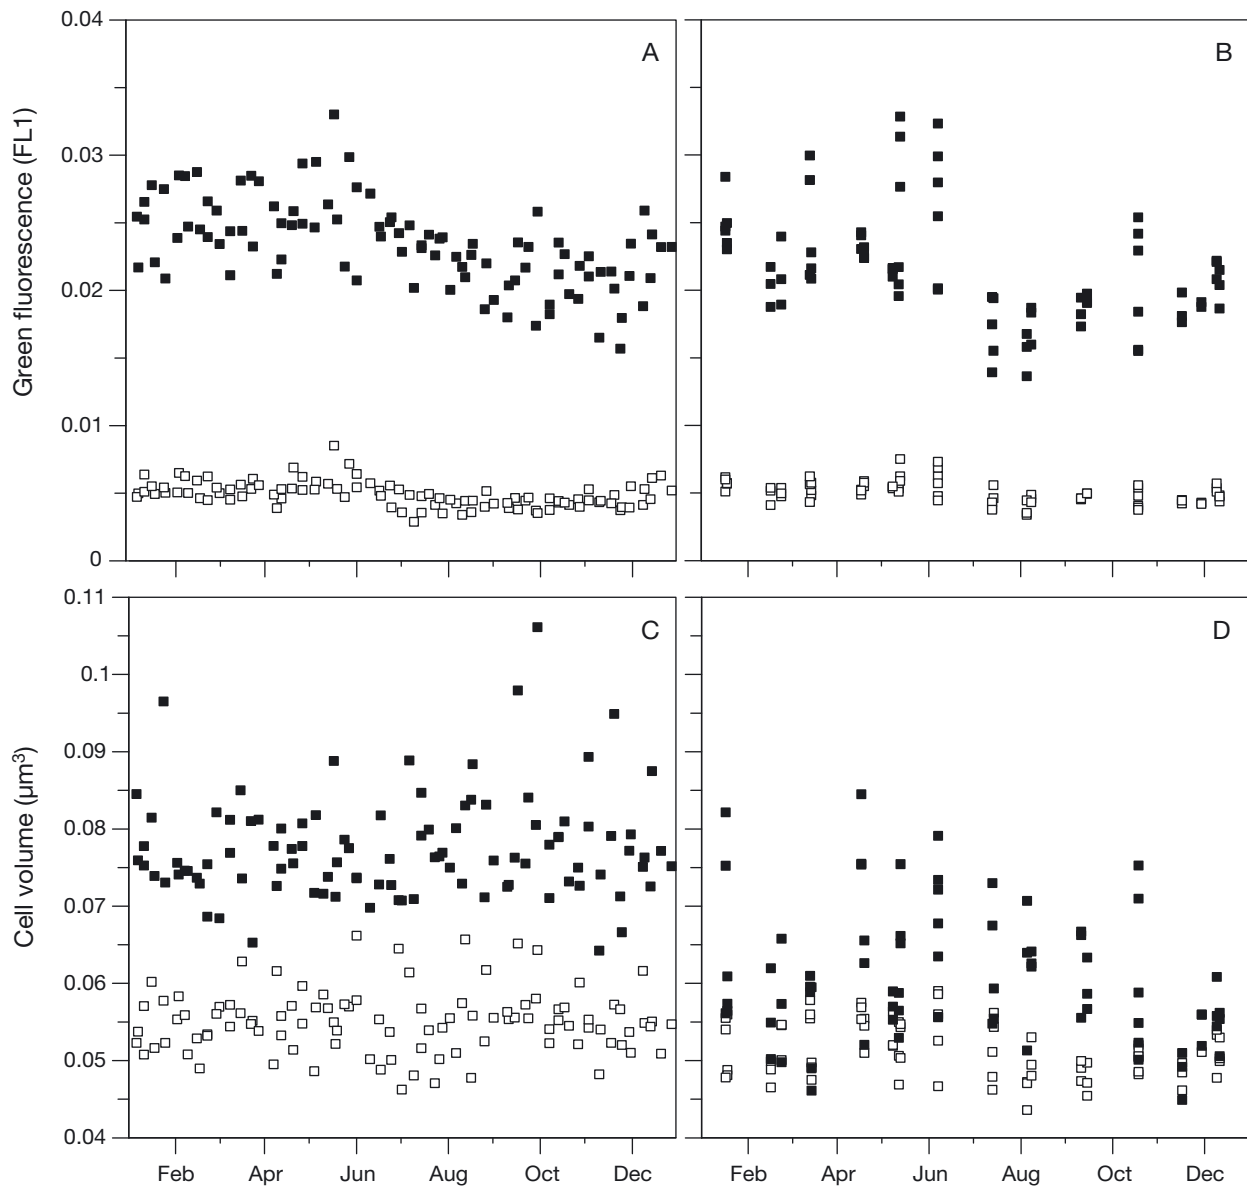 0.04
A
B
0.03
Green fluorescence (FL1)
0.02
0.01
0
0.11
C
D
0.1
0.09
Cell volume (µm³)
0.08
0.07
0.06
0.05
0.04
Feb Apr Jun Aug Oct Dec Feb Apr Jun Aug Oct Dec